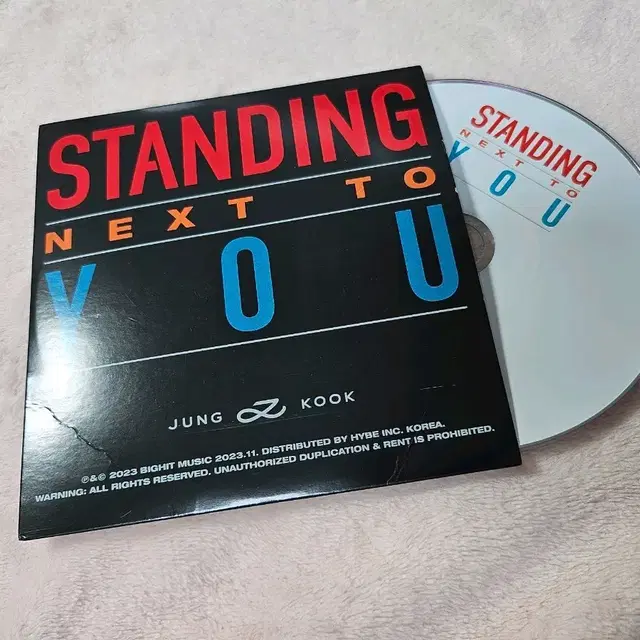 STANDING
NEXT TO
YOU
JUNG KOOK
℗&© 2023 BIGHIT MUSIC 2023.11. DISTRIBUTED BY HYBE INC. KOREA.
WARNING: ALL RIGHTS RESERVED. UNAUTHORIZED DUPLICATION & RENT IS PROHIBITED.
STANDING
NEXT TO
YOU